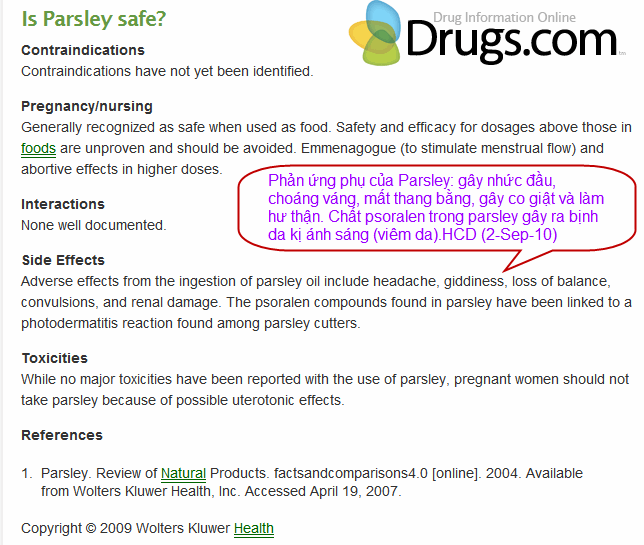 Is Parsley safe?
Drug Information Online
Drugs.com
Contraindications
Contraindications have not yet been identified.
Pregnancy/nursing
Generally recognized as safe when used as food. Safety and efficacy for dosages above those in
foods are unproven and should be avoided. Emmenagogue (to stimulate menstrual flow) and
abortive effects in higher doses.
Phản ứng phụ của Parsley: gây nhức đầu,
choáng váng, mất thang bằng, gây co giật và làm
hư thận. Chất psoralen trong parsley gây ra bịnh
da kị ánh sáng (viêm da).HCD (2-Sep-10)
Interactions
None well documented.
Side Effects
Adverse effects from the ingestion of parsley oil include headache, giddiness, loss of balance,
convulsions, and renal damage. The psoralen compounds found in parsley have been linked to a
photodermatitis reaction found among parsley cutters.
Toxicities
While no major toxicities have been reported with the use of parsley, pregnant women should not
take parsley because of possible uterotonic effects.
References
1. Parsley. Review of Natural Products. factsandcomparisons4.0 [online]. 2004. Available
from Wolters Kluwer Health, Inc. Accessed April 19, 2007.
Copyright © 2009 Wolters Kluwer Health